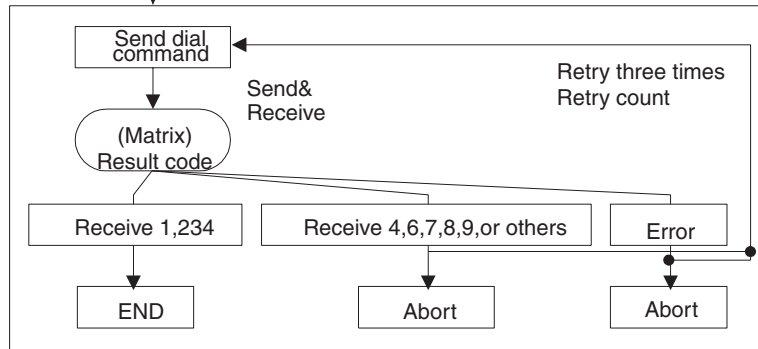 Send dial
command
Send&
Receive
Retry three times
Retry count
(Matrix)
Result code
Receive 1,234
Receive 4,6,7,8,9,or others
Error
END
Abort
Abort